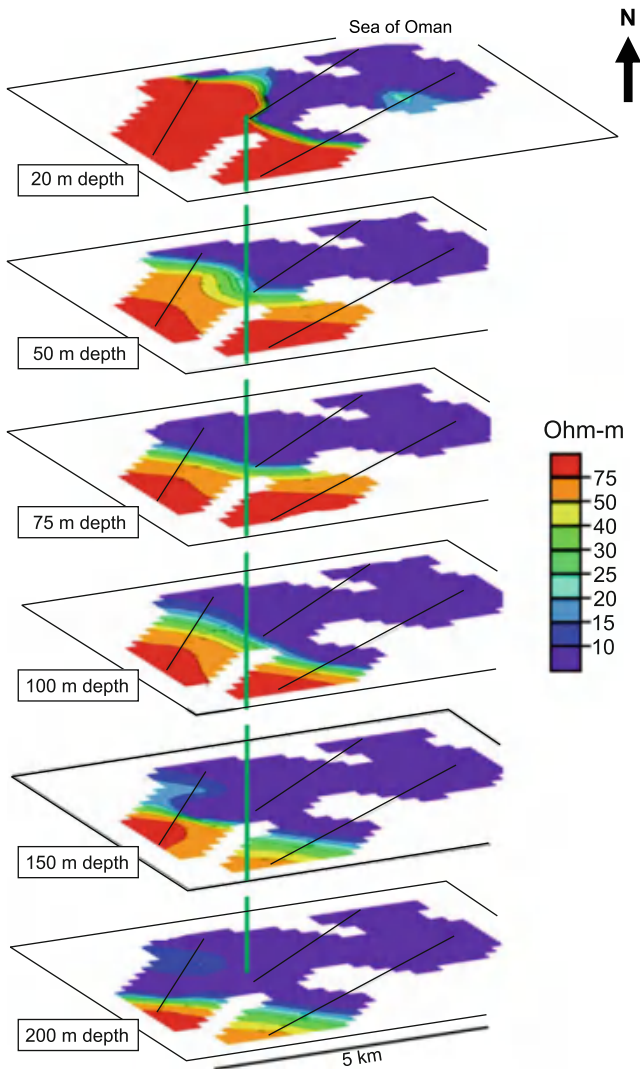 Sea of Oman
N
20 m depth
50 m depth
75 m depth
Ohm-m
75
50
40
30
25
20
15
10
100 m depth
150 m depth
200 m depth
5 km